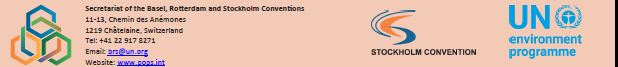 Secretariat of the Basel, Rotterdam and Stockholm Conventions
11-13, Chemin des Anémones
1219 Châtelaine, Switzerland
Tel: +41 22 917 8271
Email: brs@un.org
Website: www.pops.int
STOCKHOLM CONVENTION
UN
environment
programme